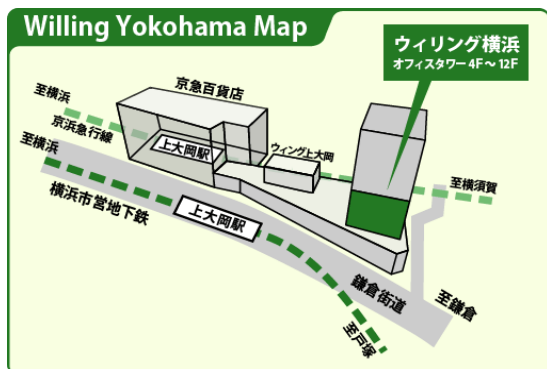 Willing Yokohama Map
ウィリング横浜
オフィスタワー 4F～12F
京急百貨店
至横浜
京浜急行線
上大岡駅
ウィング上大岡
至横須賀
至横浜
横浜市営地下鉄
上大岡駅
鎌倉街道
至鎌倉
至戸塚